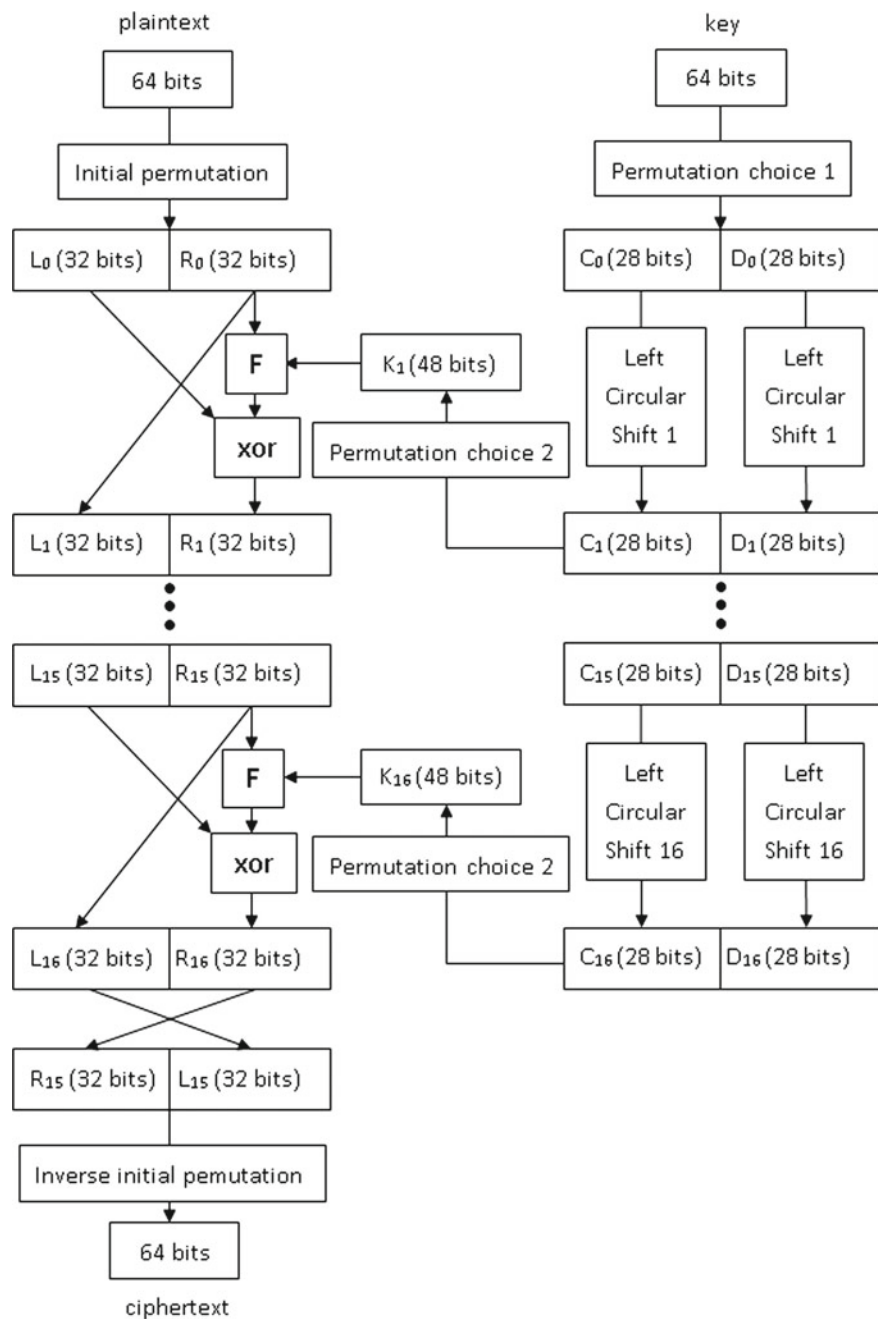 plaintext
key
64 bits
64 bits
Initial permutation
Permutation choice 1
L₀ (32 bits) R₀ (32 bits)
C₀ (28 bits) D₀ (28 bits)
F
K₁ (48 bits)
Left
Circular
Shift 1
Left
Circular
Shift 1
xor
Permutation choice 2
L₁ (32 bits) R₁ (32 bits)
C₁ (28 bits) D₁ (28 bits)
L₁₅ (32 bits) R₁₅ (32 bits)
C₁₅ (28 bits) D₁₅ (28 bits)
F
K₁₆ (48 bits)
Left
Circular
Shift 16
Left
Circular
Shift 16
xor
Permutation choice 2
L₁₆ (32 bits) R₁₆ (32 bits)
C₁₆ (28 bits) D₁₆ (28 bits)
R₁₅ (32 bits) L₁₅ (32 bits)
Inverse initial pemutation
64 bits
ciphertext